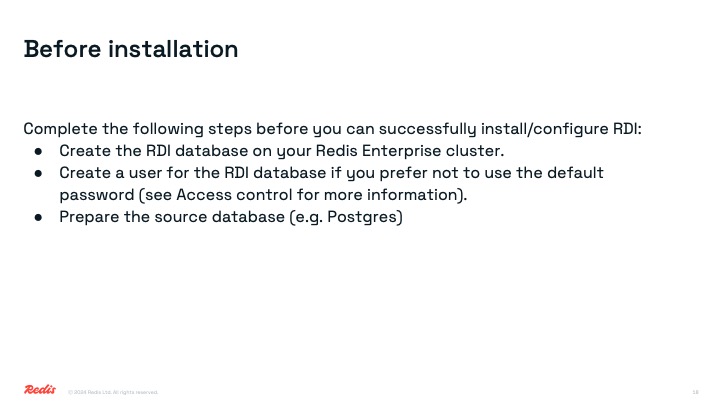 Before installation
Complete the following steps before you can successfully install/configure RDI:
● Create the RDI database on your Redis Enterprise cluster.
● Create a user for the RDI database if you prefer not to use the default
password (see Access control for more information).
● Prepare the source database (e.g. Postgres)
Redis © 2024 Redis Ltd. All rights reserved. 18